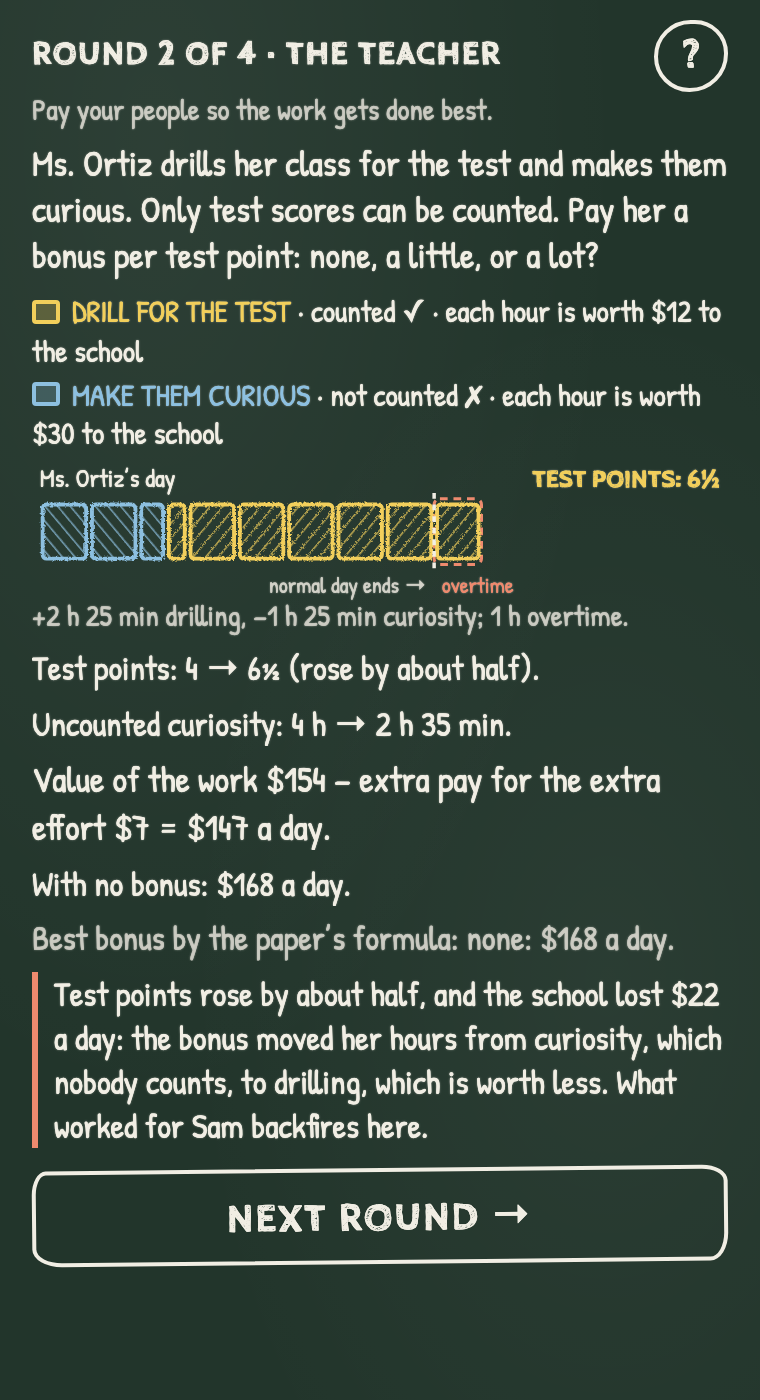 ROUND 2 OF 4 · THE TEACHER
?
Pay your people so the work gets done best.
Ms. Ortiz drills her class for the test and makes them
curious. Only test scores can be counted. Pay her a
bonus per test point: none, a little, or a lot?
DRILL FOR THE TEST · counted ✓ · each hour is worth $12 to
the school
MAKE THEM CURIOUS · not counted ✗ · each hour is worth
$30 to the school
Ms. Ortiz's day
TEST POINTS: 6½
normal day ends → overtime
+2 h 25 min drilling, −1 h 25 min curiosity; 1 h overtime.
Test points: 4 → 6½ (rose by about half).
Uncounted curiosity: 4 h → 2 h 35 min.
Value of the work $154 – extra pay for the extra
effort $7 = $147 a day.
With no bonus: $168 a day.
Best bonus by the paper's formula: none: $168 a day.
Test points rose by about half, and the school lost $22
a day: the bonus moved her hours from curiosity, which
nobody counts, to drilling, which is worth less. What
worked for Sam backfires here.
NEXT ROUND →